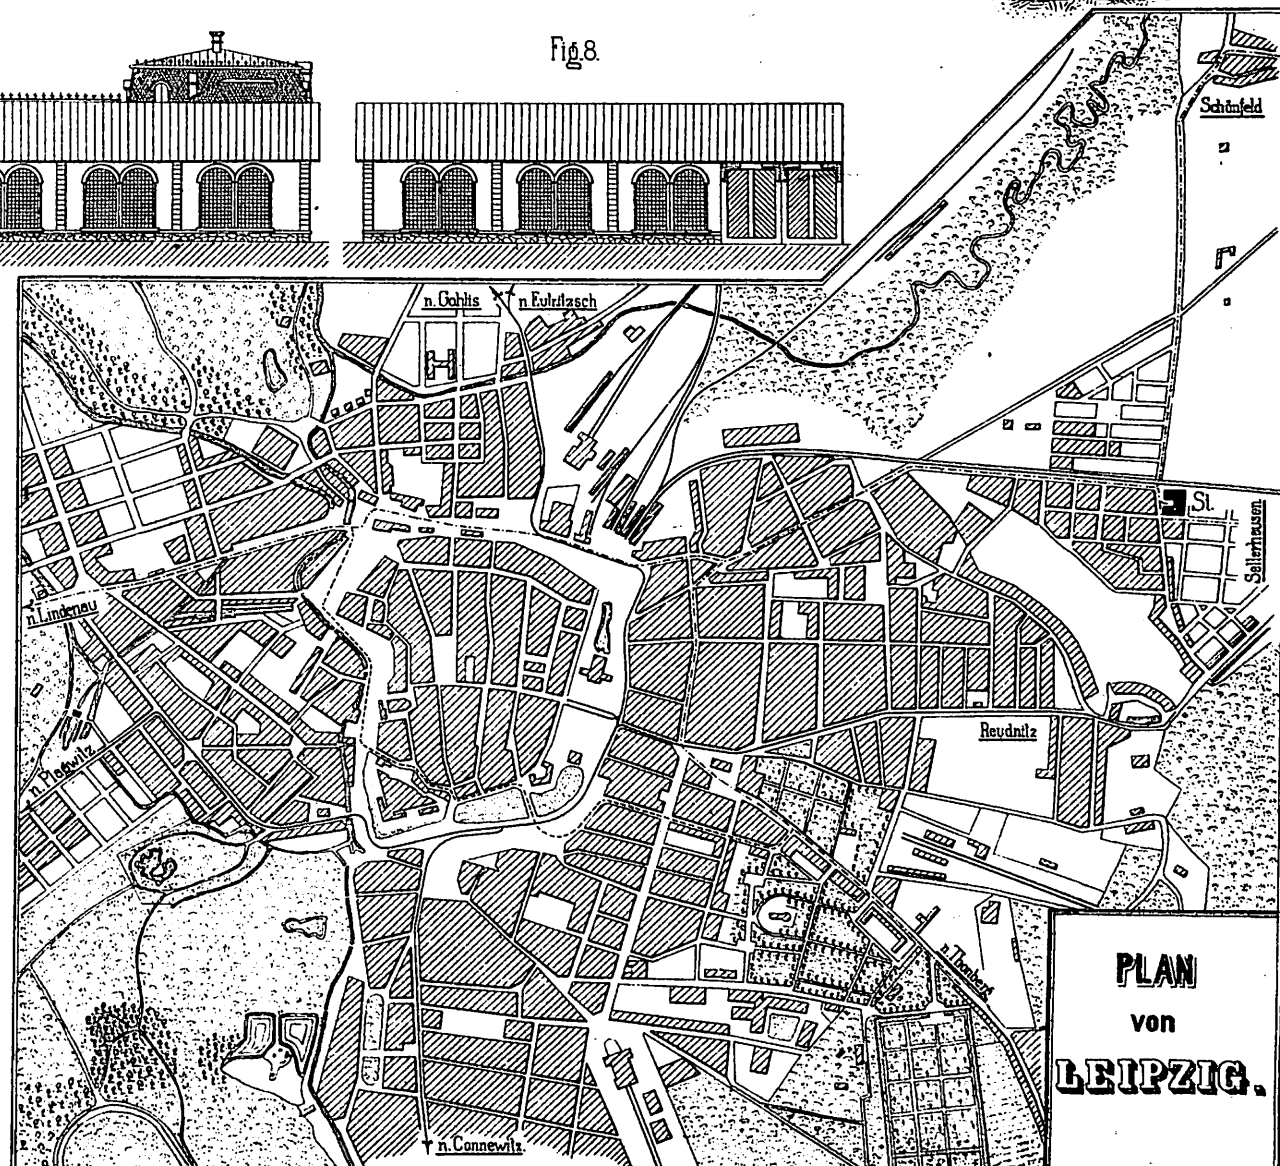 Fig. 8.
Schönfeld
n. Gohlis
n. Eutritzsch
St.
Sellerhausen
n. Lindenau
Reudnitz
n. Plagwitz
n. Thonberg
PLAN
von
LEIPZIG.
n. Connewitz.